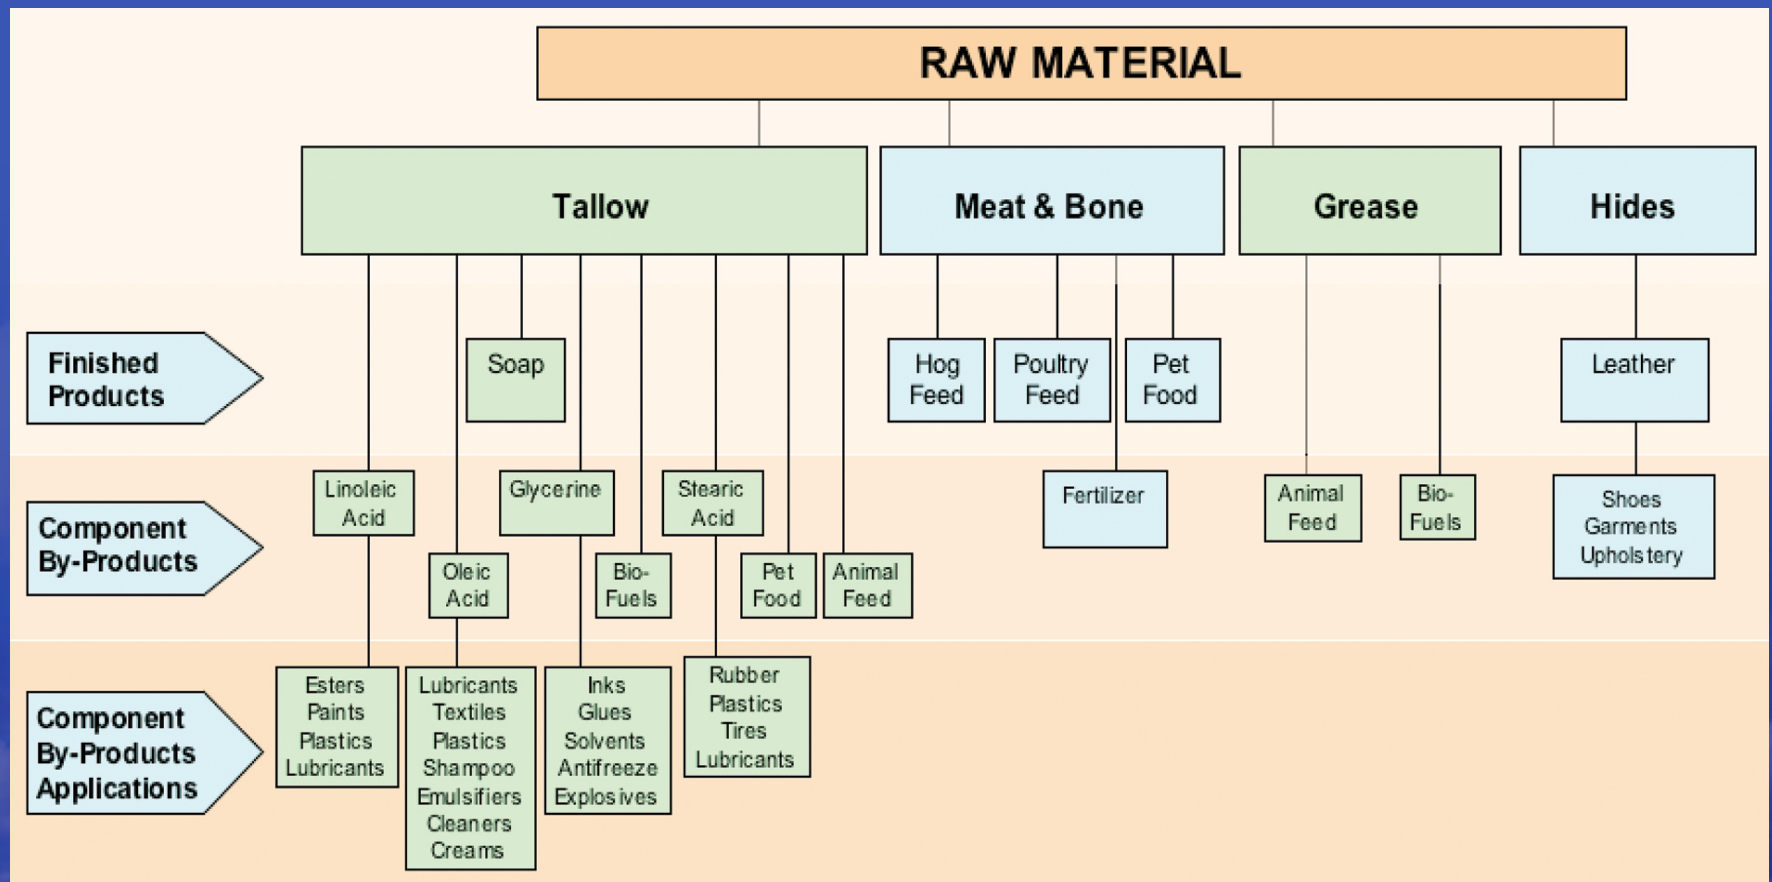 RAW MATERIAL
Tallow
Meat & Bone
Grease
Hides
Finished
Products
Soap
Hog
Feed
Poultry
Feed
Pet
Food
Leather
Component
By-Products
Linoleic
Acid
Glycerine
Stearic
Acid
Fertilizer
Animal
Feed
Bio-
Fuels
Shoes
Garments
Upholstery
Oleic
Acid
Bio-
Fuels
Pet
Food
Animal
Feed
Component
By-Products
Applications
Esters
Paints
Plastics
Lubricants
Lubricants
Textiles
Plastics
Shampoo
Emulsifiers
Cleaners
Creams
Inks
Glues
Solvents
Antifreeze
Explosives
Rubber
Plastics
Tires
Lubricants